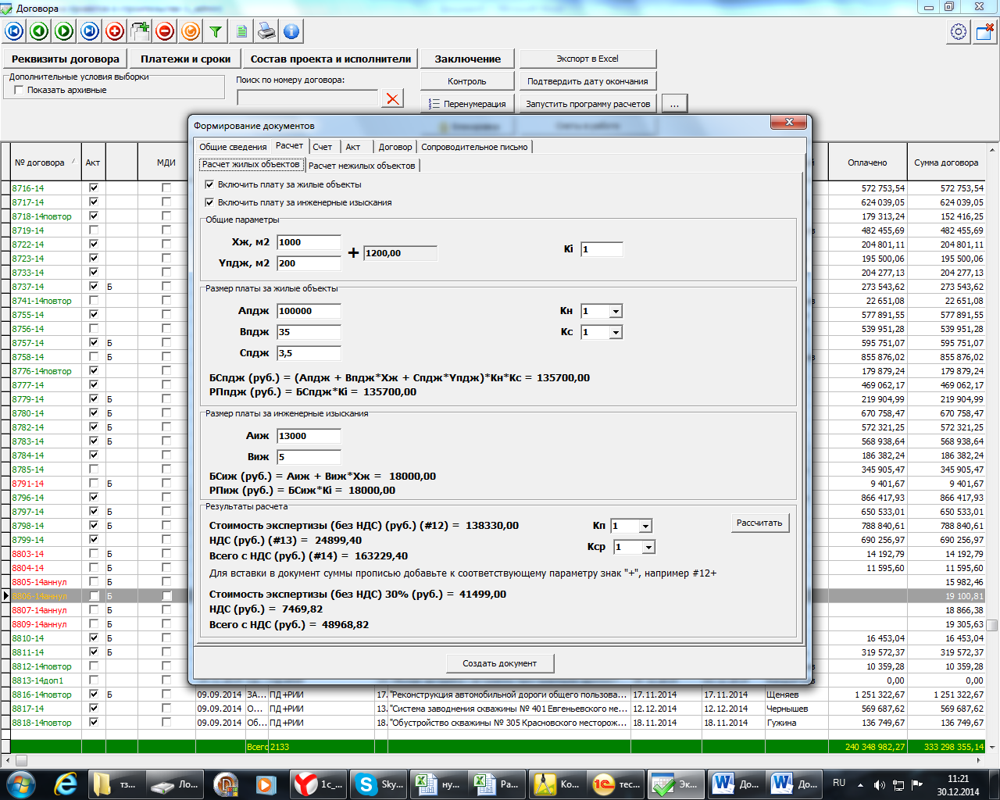 Договора
Реквизиты договора
Платежи и сроки
Состав проекта и исполнители
Заключение
Экспорт в Excel
Дополнительные условия выборки
Показать архивные
Поиск по номеру договора:
Контроль
Подтвердить дату окончания
Перенумерация
Запустить программу расчетов
...
Формирование документов
Общие сведения
Расчет
Счет
Акт
Договор
Сопроводительное письмо
Расчет жилых объектов
Расчет нежилых объектов
Включить плату за жилые объекты
Включить плату за инженерные изыскания
Общие параметры
Xж, м2 1000
+ 1200,00
Ki 1
Yпдж, м2 200
Размер платы за жилые объекты
Апдж 100000
Кн 1
Впдж 35
Кс 1
Спдж 3,5
БСпдж (руб.) = (Апдж + Впдж*Хж + Спдж*Yпдж)*Кн*Кс = 135700,00
РПпдж (руб.) = БСпдж*Ki = 135700,00
Размер платы за инженерные изыскания
Аиж 13000
Виж 5
БСиж (руб.) = Аиж + Виж*Хж = 18000,00
РПиж (руб.) = БСиж*Ki = 18000,00
Результаты расчета
Стоимость экспертизы (без НДС) (руб.) (#12) = 138330,00
Кп 1
Рассчитать
НДС (руб.) (#13) = 24899,40
Кср 1
Всего с НДС (руб.) (#14) = 163229,40
Для вставки в документ суммы прописью добавьте к соответствующему параметру знак "+", например #12+
Стоимость экспертизы (без НДС) 30% (руб.) = 41499,00
НДС (руб.) = 7469,82
Всего с НДС (руб.) = 48968,82
Создать документ
№ договора / Акт МДИ Оплачено Сумма договора
8716-14 572 753,54 572 753,54
8717-14 624 039,05 624 039,05
8718-14повтор 179 313,24 152 416,25
8719-14 482 455,69 482 455,69
8722-14 204 801,11 204 801,11
8723-14 195 500,06 195 500,06
8733-14 204 277,13 204 277,13
8737-14 Б 273 543,62 273 543,62
8741-14повтор 22 651,08 22 651,08
8755-14 577 891,55 577 891,55
8756-14 539 951,28 539 951,28
8757-14 Б 595 751,07 595 751,07
8758-14 Б 855 876,02 855 876,02
8776-14повтор 179 879,24 179 879,24
8777-14 469 062,17 469 062,17
8779-14 Б 219 904,99 219 904,99
8780-14 Б 670 758,47 670 758,47
8782-14 Б 572 321,25 572 321,25
8783-14 Б 568 938,64 568 938,64
8784-14 186 382,24 186 382,24
8785-14 345 905,47 345 905,47
8791-14 Б 9 401,67 9 401,67
8796-14 866 417,93 866 417,93
8797-14 Б 650 533,01 650 533,01
8798-14 Б 788 840,61 788 840,61
8799-14 690 256,97 690 256,97
8803-14 Б 14 192,79 14 192,79
8804-14 Б 11 595,60 11 595,60
8805-14аннул Б 15 982,46
8806-14аннул Б 19 100,81
8807-14аннул Б 18 866,38
8809-14аннул Б 19 305,63
8810-14 Б 16 453,04 16 453,04
8811-14 Б 319 572,37 319 572,37
8812-14повтор 10 359,28 10 359,28
8813-14доп1 0,00 0,00
8816-14повтор Б 09.09.2014 ЗА... ПД+РИИ 17. "Реконструкция автомобильной дороги общего пользова... 17.11.2014 17.11.2014 Щеняев 1 251 322,67 1 251 322,67
8817-14 09.09.2014 О... ПД+РИИ 13. "Система заводнения скважины № 401 Евгеньевского ме... 12.12.2014 12.12.2014 Чернышев 569 687,62 569 687,62
8818-14повтор 09.09.2014 Об... ПД+РИИ 18. "Обустройство скважины № 305 Красновского месторож... 18.11.2014 18.11.2014 Гужина 136 749,67 136 749,67
Всего 2133 240 348 982,27 333 298 355,14
тз...
Ло...
1с_...
Sky...
ну...
Ра...
Ко...
тес...
Эк...
До...
До...
RU
11:21
30.12.2014